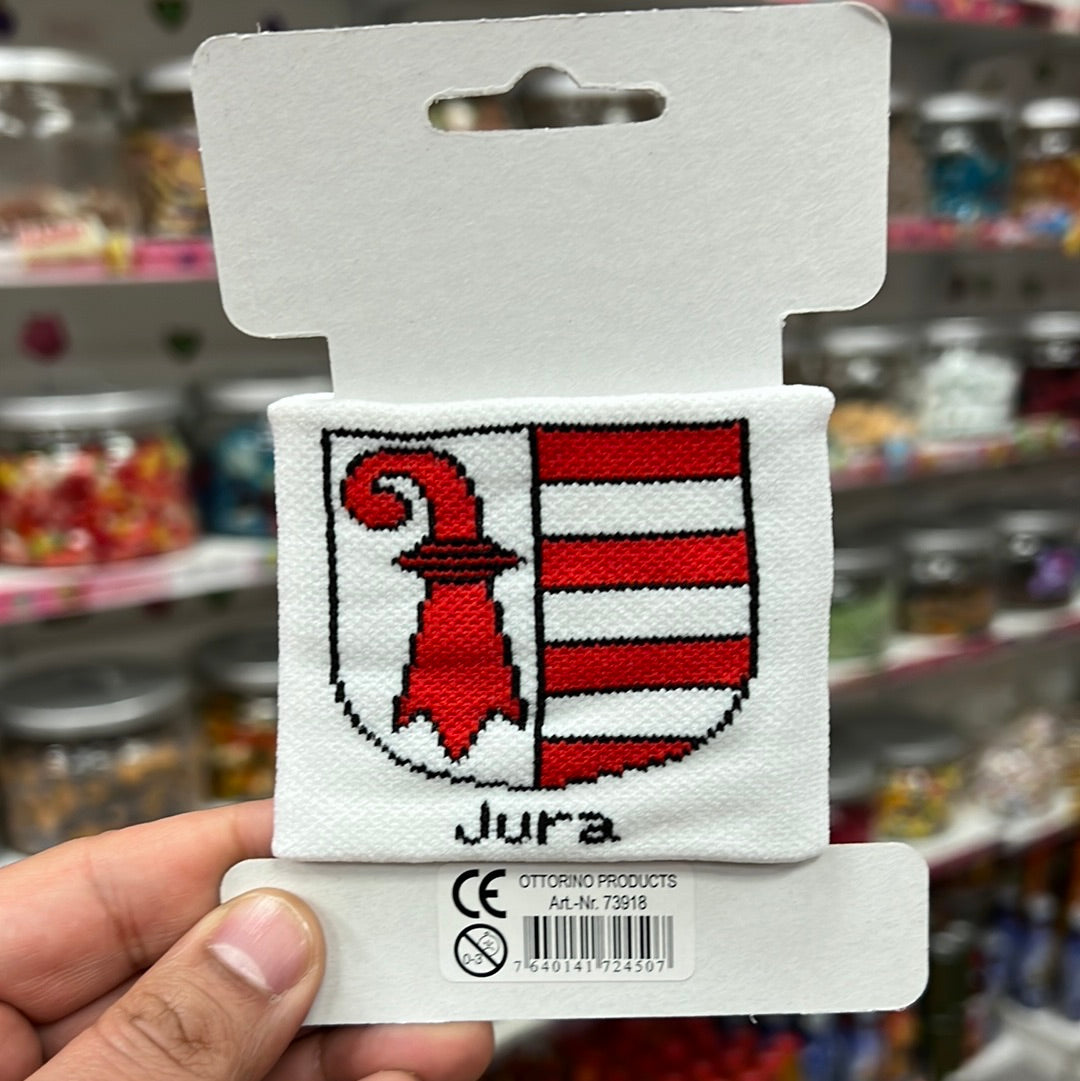 Jura
CE
OTTORINO PRODUCTS
Art.-Nr. 73918
0-3
7 640141 724507